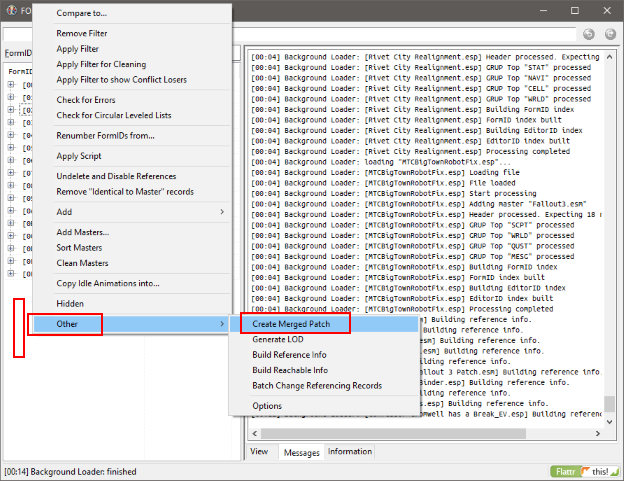 FO
Compare to...
Remove Filter
Apply Filter
Apply Filter for Cleaning
Apply Filter to show Conflict Losers
Check for Errors
Check for Circular Leveled Lists
Renumber FormIDs from...
Apply Script
Undelete and Disable References
Remove "Identical to Master" records
Add
Add Masters...
Sort Masters
Clean Masters
Copy Idle Animations into...
Hidden
Other
Create Merged Patch
Generate LOD
Build Reference Info
Build Reachable Info
Batch Change Referencing Records
Options
FormID
FormID
[00:04] Background Loader: [Rivet City Realignment.esp] Header processed. Expecting
[00:04] Background Loader: [Rivet City Realignment.esp] GRUP Top "STAT" processed
[00:04] Background Loader: [Rivet City Realignment.esp] GRUP Top "NAVI" processed
[00:04] Background Loader: [Rivet City Realignment.esp] GRUP Top "CELL" processed
[00:04] Background Loader: [Rivet City Realignment.esp] GRUP Top "WRLD" processed
[00:04] Background Loader: [Rivet City Realignment.esp] Building FormID index
[00:04] Background Loader: [Rivet City Realignment.esp] FormID index built
[00:04] Background Loader: [Rivet City Realignment.esp] Building EditorID index
[00:04] Background Loader: [Rivet City Realignment.esp] EditorID index built
[00:04] Background Loader: [Rivet City Realignment.esp] Processing completed
[00:04] Background Loader: loading "MTCBigTownRobotFix.esp"...
[00:04] Background Loader: [MTCBigTownRobotFix.esp] Loading file
[00:04] Background Loader: [MTCBigTownRobotFix.esp] File loaded
[00:04] Background Loader: [MTCBigTownRobotFix.esp] Start processing
[00:04] Background Loader: [MTCBigTownRobotFix.esp] Adding master "Fallout3.esm"
[00:04] Background Loader: [MTCBigTownRobotFix.esp] Header processed. Expecting 18 r
[00:04] Background Loader: [MTCBigTownRobotFix.esp] GRUP Top "SCPT" processed
[00:04] Background Loader: [MTCBigTownRobotFix.esp] GRUP Top "WRLD" processed
[00:04] Background Loader: [MTCBigTownRobotFix.esp] GRUP Top "QUST" processed
[00:04] Background Loader: [MTCBigTownRobotFix.esp] GRUP Top "MESG" processed
[00:04] Background Loader: [MTCBigTownRobotFix.esp] Building FormID index
[00:04] Background Loader: [MTCBigTownRobotFix.esp] FormID index built
[00:04] Background Loader: [MTCBigTownRobotFix.esp] Building EditorID index
[00:04] Background Loader: [MTCBigTownRobotFix.esp] EditorID index built
[00:04] Background Loader: [MTCBigTownRobotFix.esp] Processing completed
] Building reference info.
Building reference info.
esm] Building reference info.
.esm] Building reference info.
Building reference info.
allout 3 Patch.esm] Building refer
Binder.esp] Building reference inf
.esp] Building reference info.
s.esp] Building reference info.
well has a Break_EV.esp] Building referenc
View
Messages
Information
[00:14] Background Loader: finished
Flattr this!